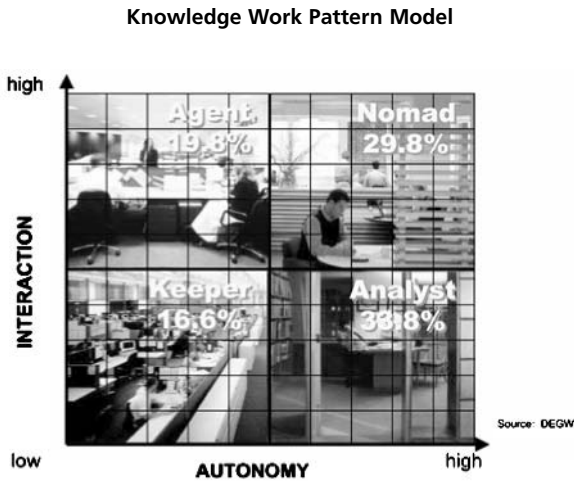 Knowledge Work Pattern Model
high
Agent
19.8%
Nomad
29.8%
INTERACTION
Keeper
16.6%
Analyst
33.8%
Source: DEGW
low
AUTONOMY
high